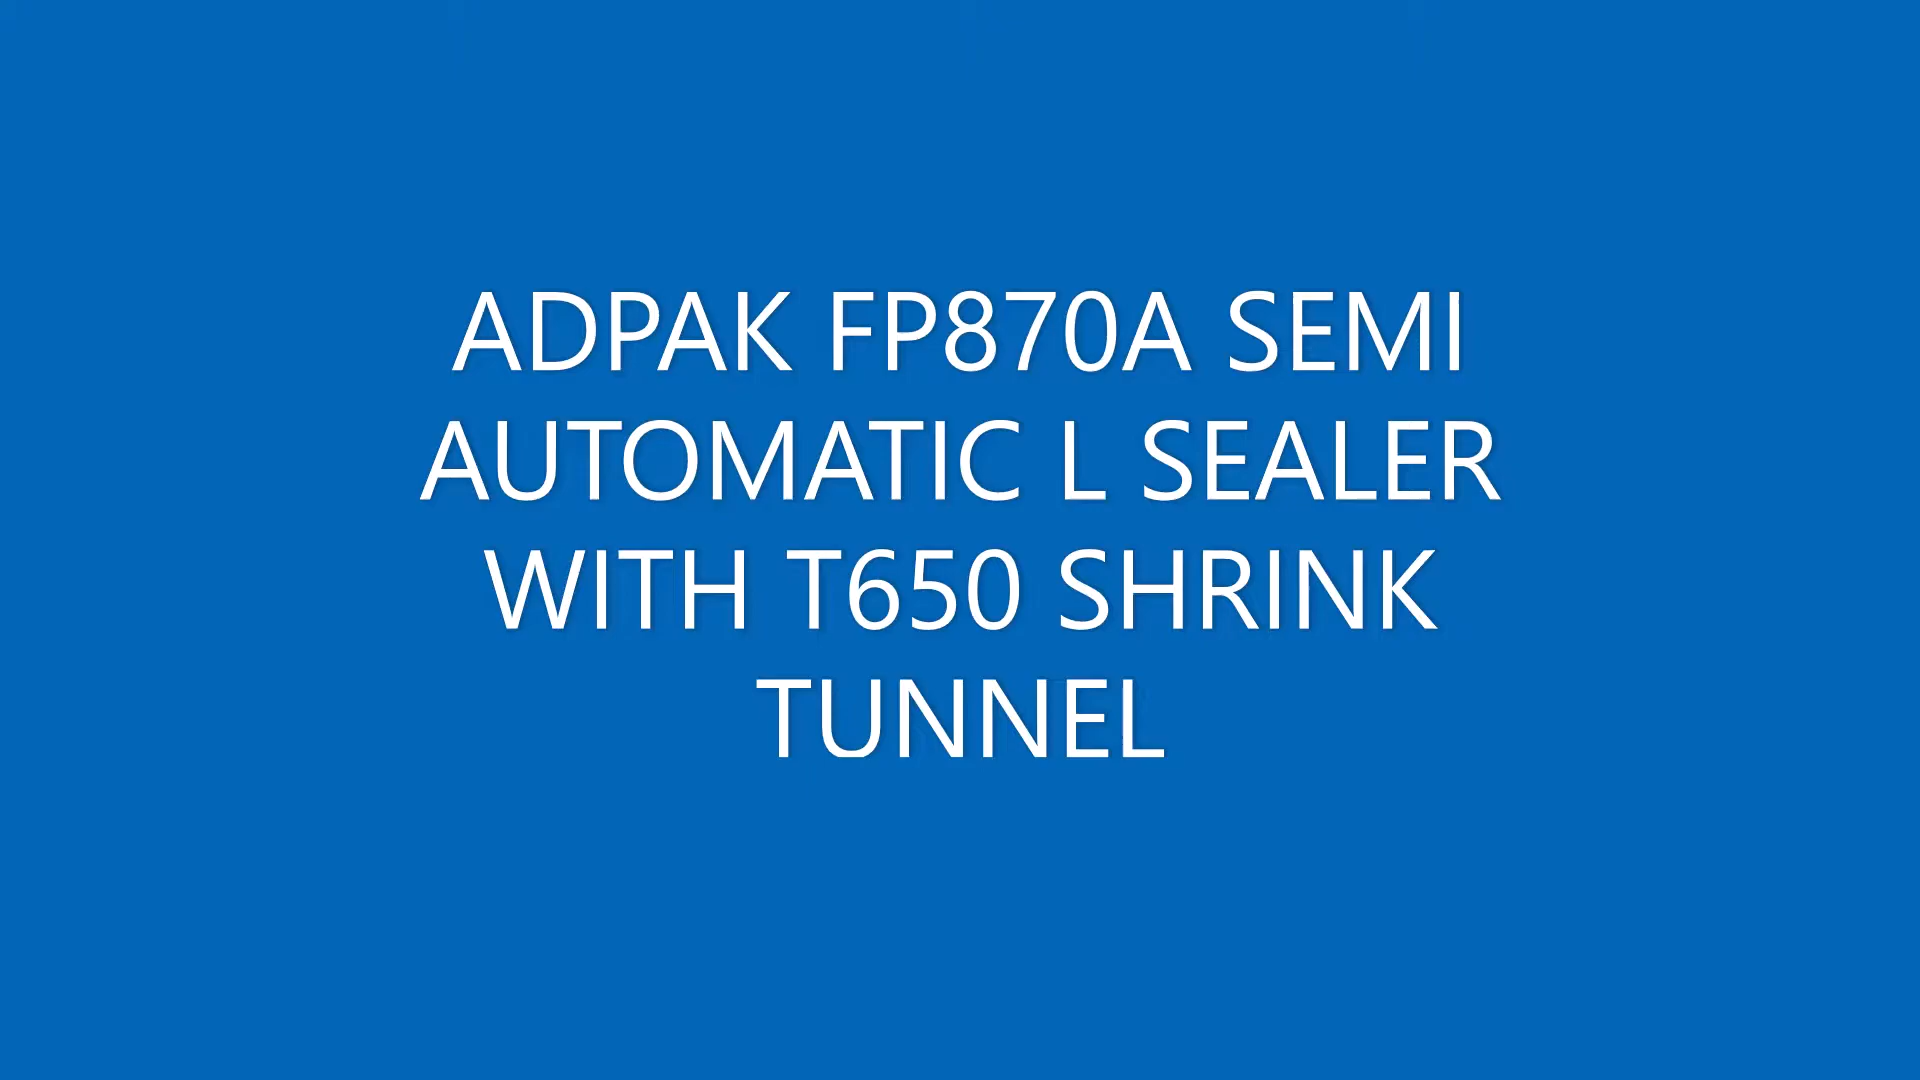 ADPAK FP870A SEMI
AUTOMATIC L SEALER
WITH T650 SHRINK
TUNNEL